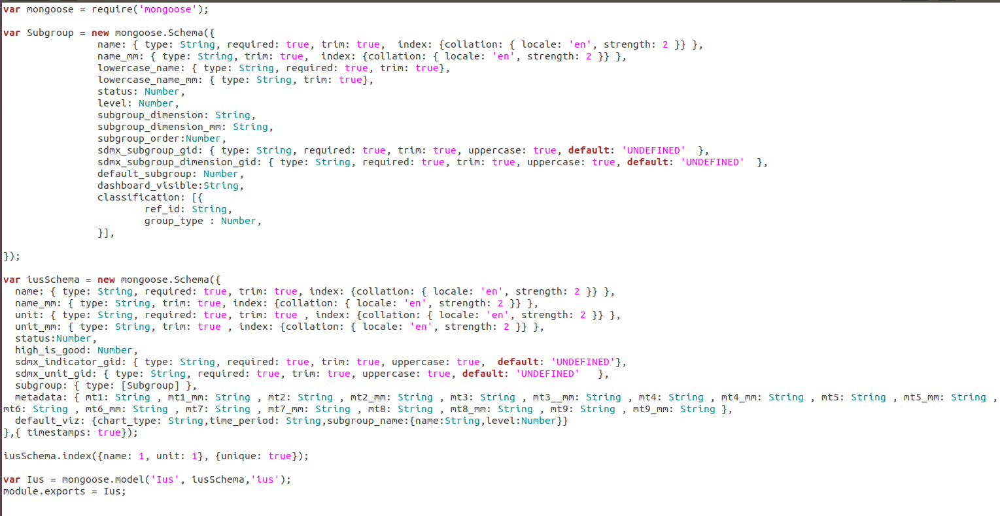 var mongoose = require('mongoose');

var Subgroup = new mongoose.Schema({
                name: { type: String, required: true, trim: true,  index: {collation: { locale: 'en', strength: 2 }} },
                name_mm: { type: String, trim: true,  index: {collation: { locale: 'en', strength: 2 }} },
                lowercase_name: { type: String, required: true, trim: true},
                lowercase_name_mm: { type: String, trim: true},
                status: Number,
                level: Number,
                subgroup_dimension: String,
                subgroup_dimension_mm: String,
                subgroup_order:Number,
                sdmx_subgroup_gid: { type: String, required: true, trim: true, uppercase: true, default: 'UNDEFINED'  },
                sdmx_subgroup_dimension_gid: { type: String, required: true, trim: true, uppercase: true, default: 'UNDEFINED'  },
                default_subgroup: Number,
                dashboard_visible:String,
                classification: [{
                        ref_id: String,
                        group_type : Number,
                }],

});

var iusSchema = new mongoose.Schema({
  name: { type: String, required: true, trim: true, index: {collation: { locale: 'en', strength: 2 }} },
  name_mm: { type: String, trim: true, index: {collation: { locale: 'en', strength: 2 }} },
  unit: { type: String, required: true, trim: true , index: {collation: { locale: 'en', strength: 2 }} },
  unit_mm: { type: String, trim: true , index: {collation: { locale: 'en', strength: 2 }} },
  status:Number,
  high_is_good: Number,
  sdmx_indicator_gid: { type: String, required: true, trim: true, uppercase: true,  default: 'UNDEFINED'},
  sdmx_unit_gid: { type: String, required: true, trim: true, uppercase: true, default: 'UNDEFINED'   },
  subgroup: { type: [Subgroup] },
  metadata: { mt1: String , mt1_mm: String , mt2: String , mt2_mm: String , mt3: String , mt3__mm: String , mt4: String , mt4_mm: String , mt5: String , mt5_mm: String ,
mt6: String , mt6_mm: String , mt7: String , mt7_mm: String , mt8: String , mt8_mm: String , mt9: String , mt9_mm: String },
  default_viz: {chart_type: String,time_period: String,subgroup_name:{name:String,level:Number}}
},{ timestamps: true});

iusSchema.index({name: 1, unit: 1}, {unique: true});

var Ius = mongoose.model('Ius', iusSchema,'ius');
module.exports = Ius;